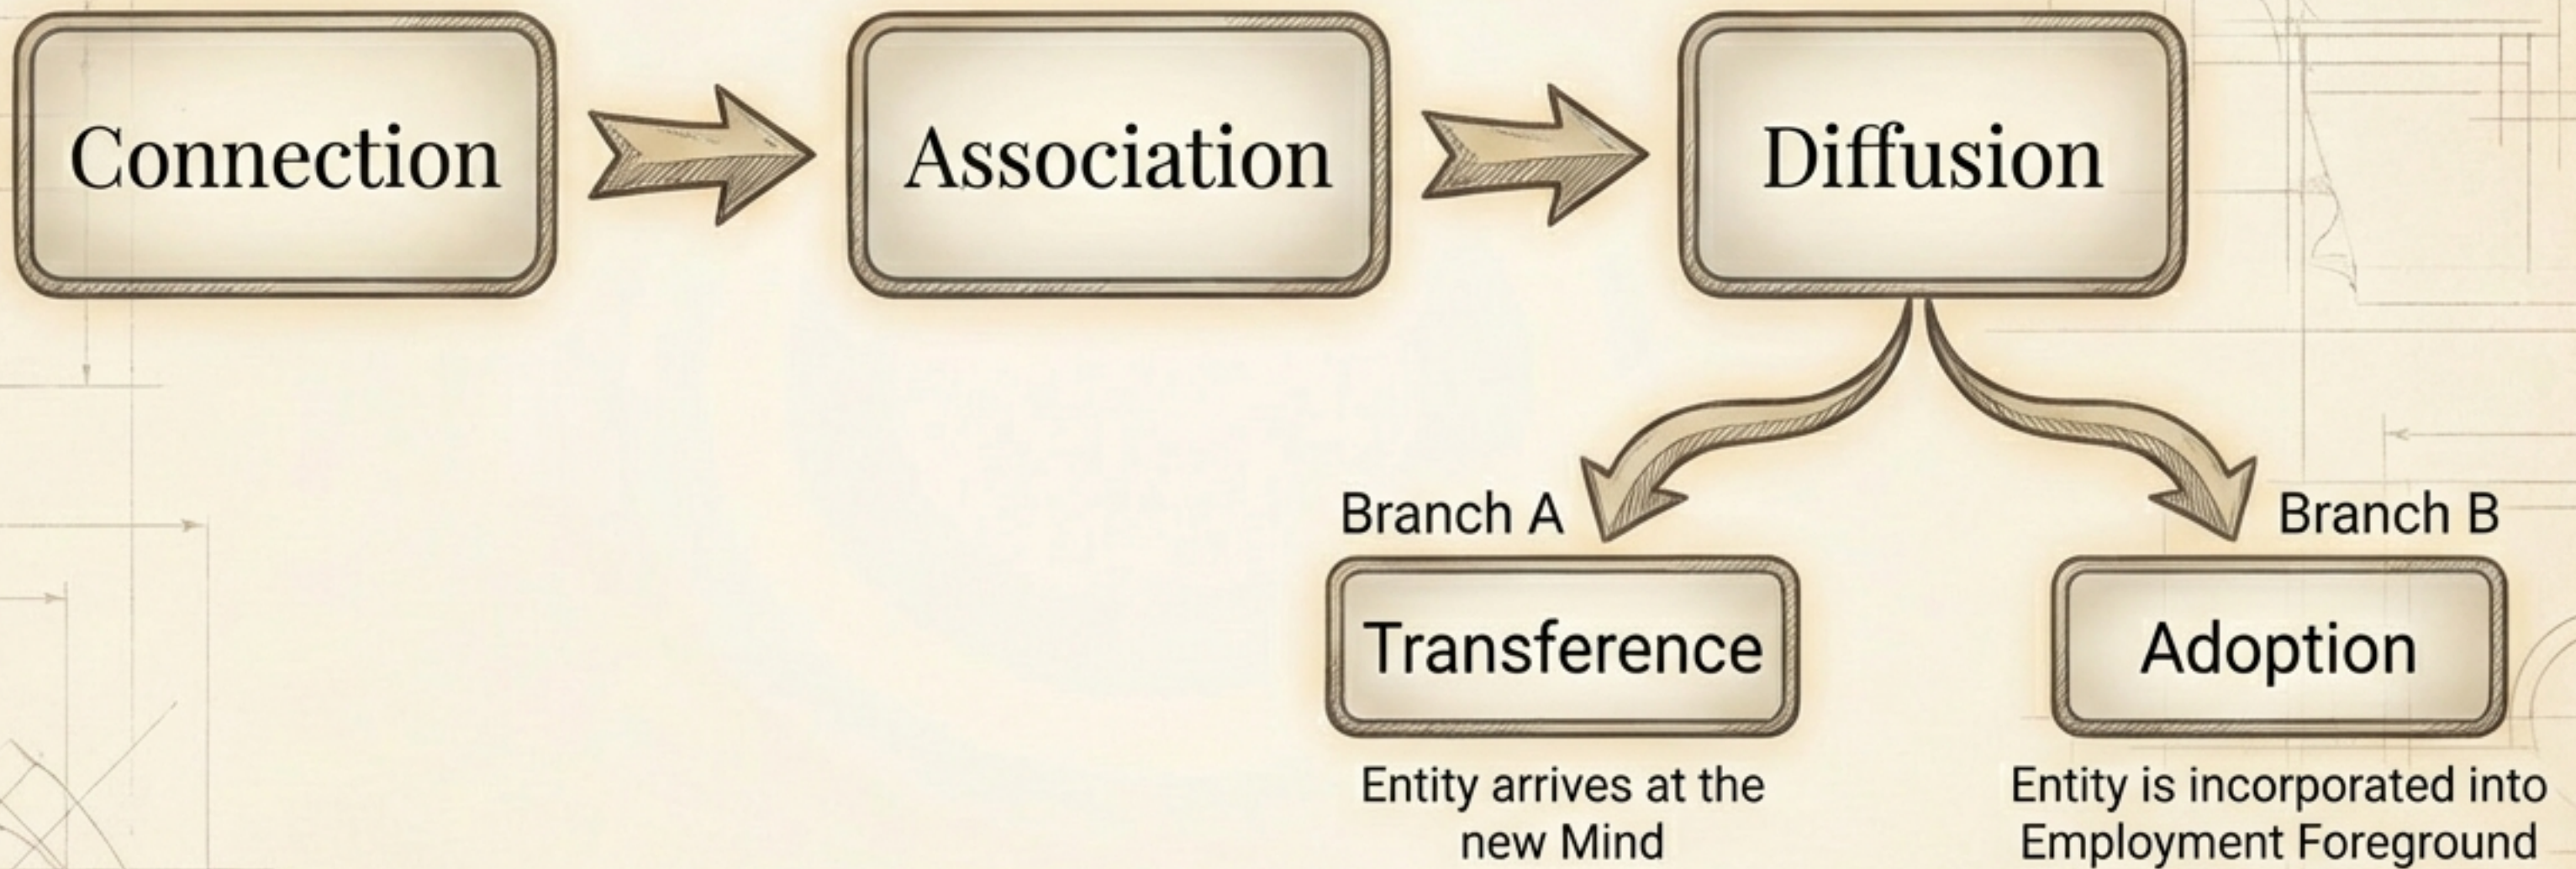 Connection
Association
Diffusion
Branch A
Branch B
Transference
Adoption
Entity arrives at the
new Mind
Entity is incorporated into
Employment Foreground